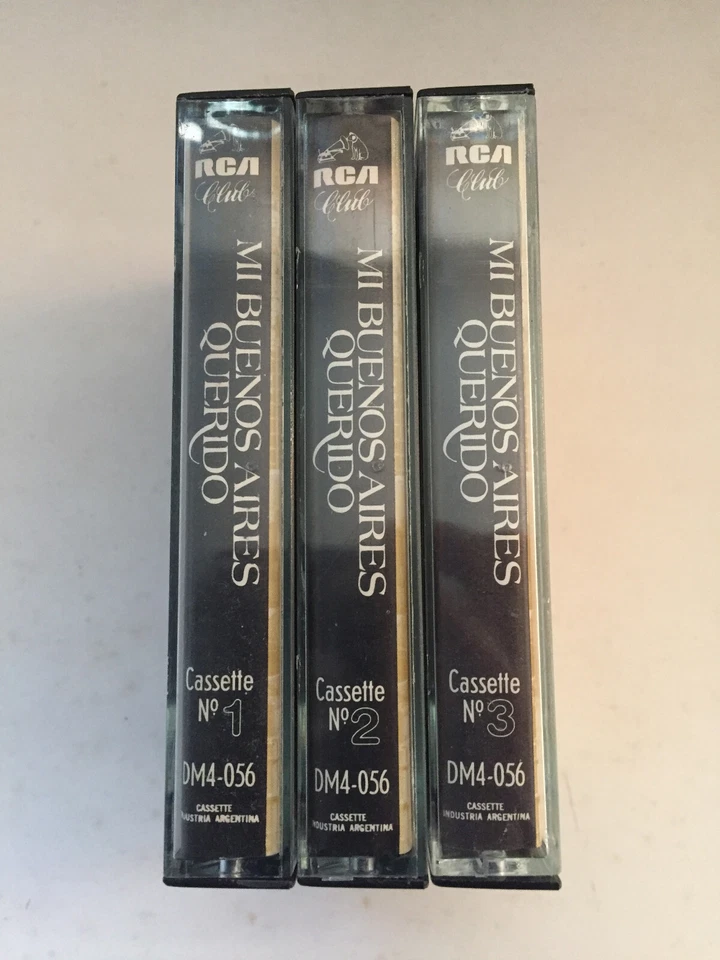 RCA
Club
MI BUENOS AIRES
QUERIDO
Cassette
Nº 1
DM4-056
CASSETTE
INDUSTRIA ARGENTINA
RCA
Club
MI BUENOS AIRES
QUERIDO
Cassette
Nº 2
DM4-056
CASSETTE
INDUSTRIA ARGENTINA
RCA
Club
MI BUENOS AIRES
QUERIDO
Cassette
Nº 3
DM4-056
CASSETTE
INDUSTRIA ARGENTINA